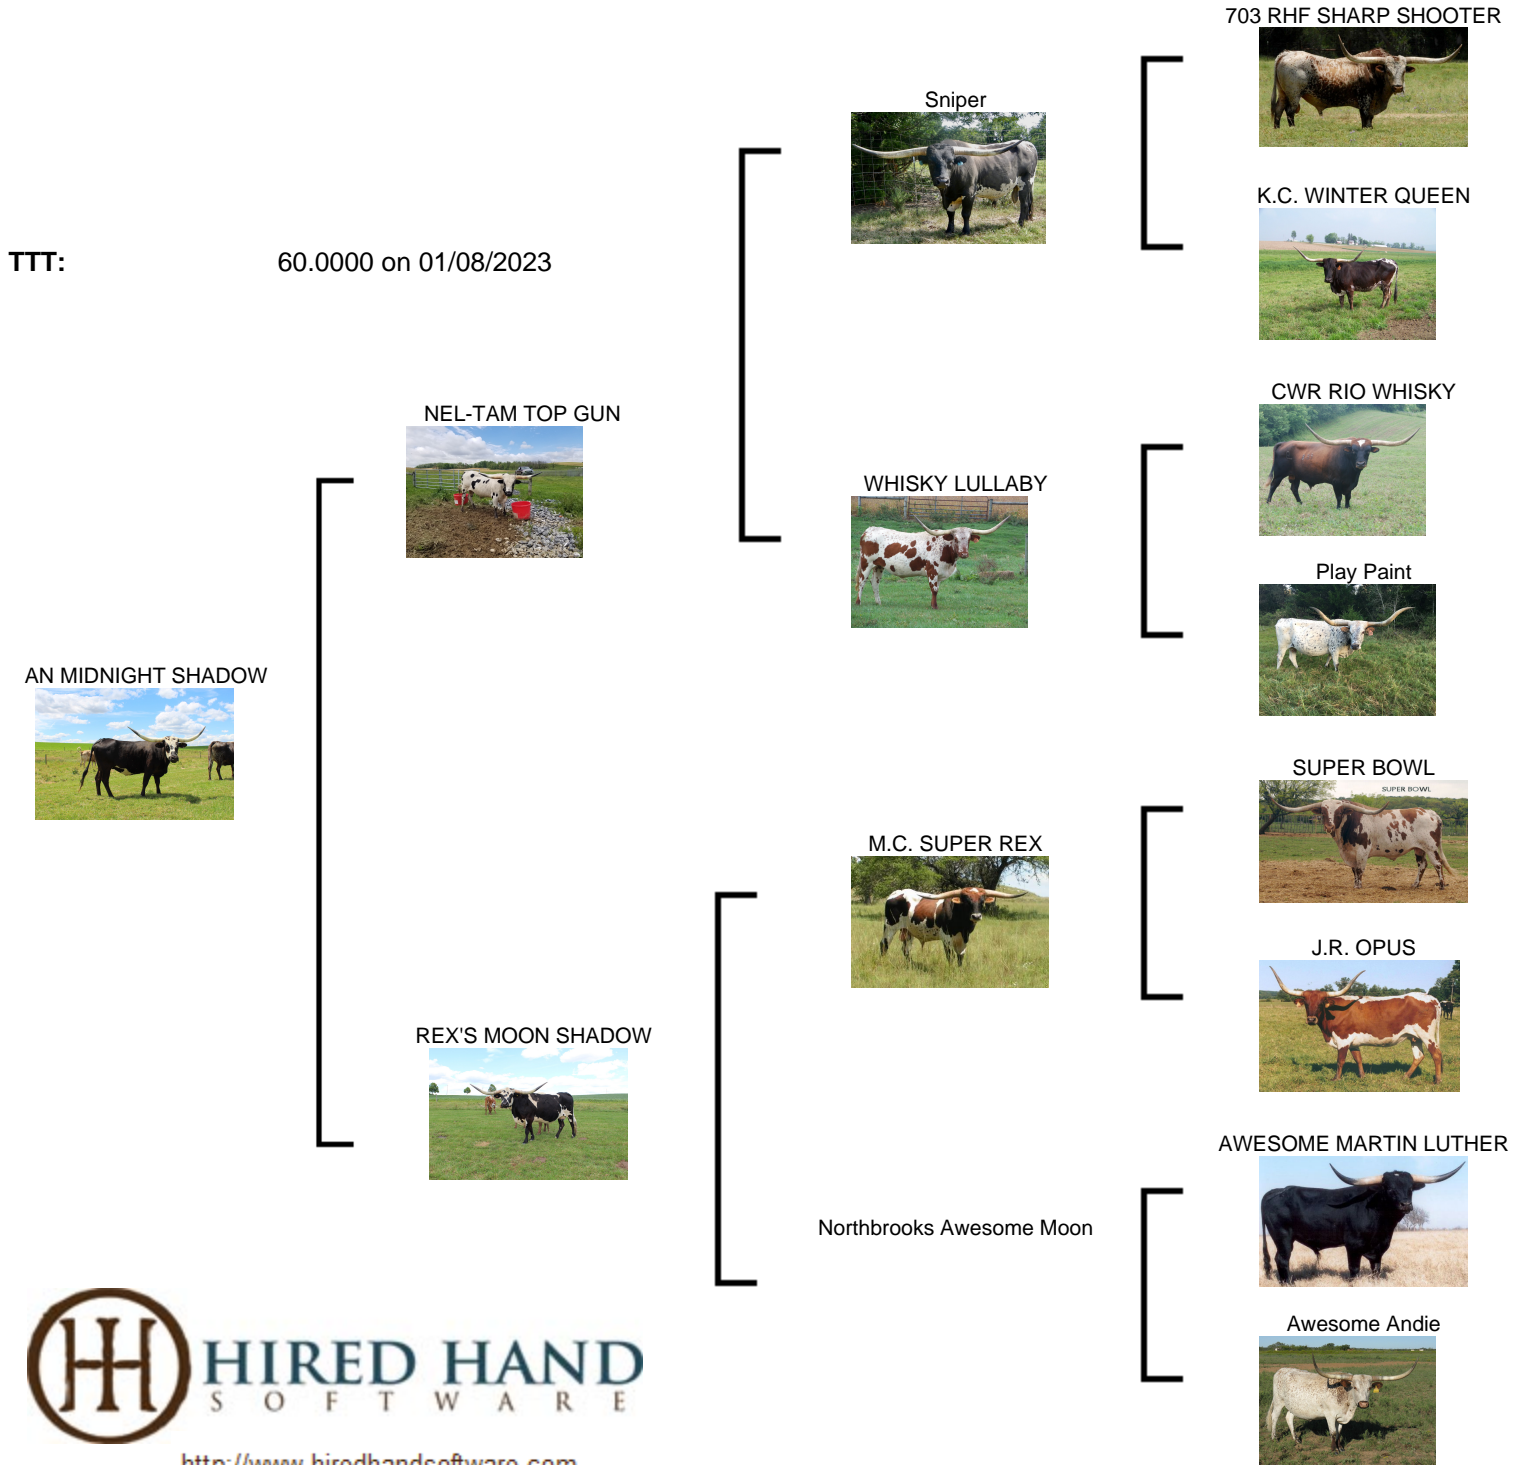 703 RHF SHARP SHOOTER
Sniper
K.C. WINTER QUEEN
TTT: 60.0000 on 01/08/2023
CWR RIO WHISKY
NEL-TAM TOP GUN
WHISKY LULLABY
Play Paint
AN MIDNIGHT SHADOW
SUPER BOWL
SUPER BOWL
M.C. SUPER REX
J.R. OPUS
REX'S MOON SHADOW
AWESOME MARTIN LUTHER
Northbrooks Awesome Moon
Awesome Andie
HIRED HAND
SOFTWARE
http://www.hiredhandsoftware.com